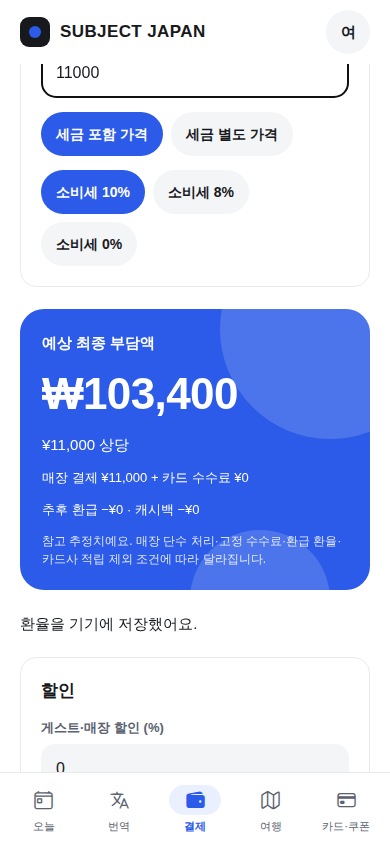 SUBJECT JAPAN
여
11000
세금 포함 가격
세금 별도 가격
소비세 10%
소비세 8%
소비세 0%
예상 최종 부담액
₩103,400
¥11,000 상당
매장 결제 ¥11,000 + 카드 수수료 ¥0
추후 환급 −¥0 · 캐시백 −¥0
참고 추정치예요. 매장 단수 처리·고정 수수료·환급 환율·
카드사 적립 제외 조건에 따라 달라집니다.
환율을 기기에 저장했어요.
할인
게스트·매장 할인 (%)
0
오늘
번역
결제
여행
카드·쿠폰